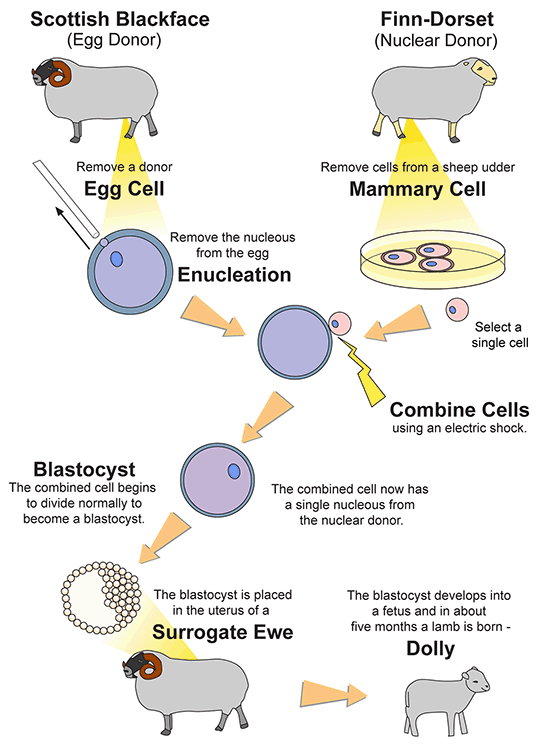 Scottish Blackface
(Egg Donor)
Finn-Dorset
(Nuclear Donor)
Remove a donor
Egg Cell
Remove cells from a sheep udder
Mammary Cell
Remove the nucleous
from the egg
Enucleation
Select a
single cell
Combine Cells
using an electric shock.
Blastocyst
The combined cell begins
to divide normally to
become a blastocyst.
The combined cell now has
a single nucleous from
the nuclear donor.
The blastocyst is placed
in the uterus of a
Surrogate Ewe
The blastocyst develops into
a fetus and in about
five months a lamb is born -
Dolly